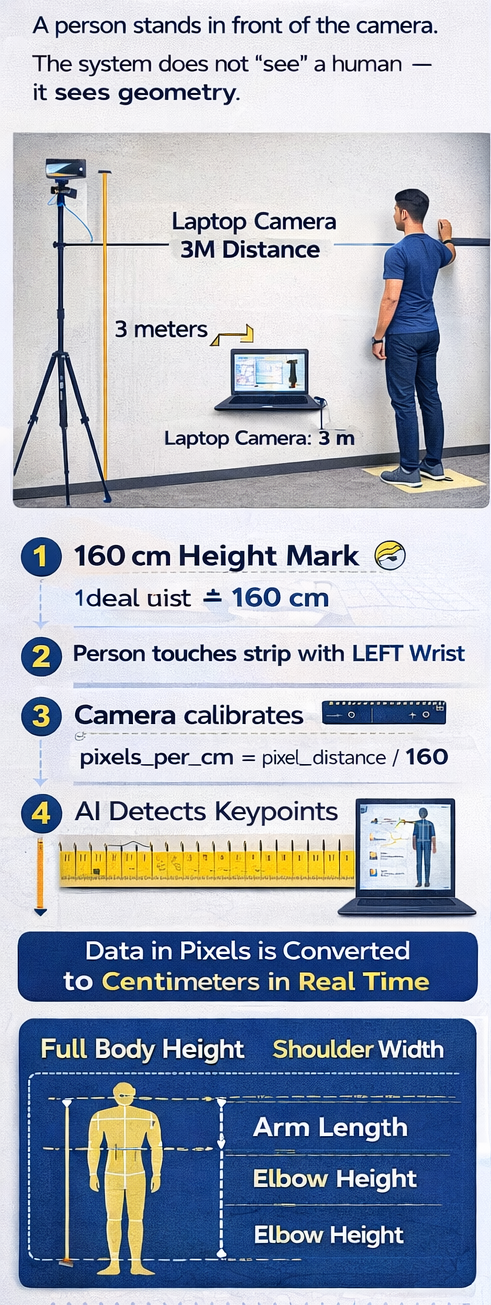 A person stands in front of the camera.
The system does not “see” a human —
it sees geometry.
Laptop Camera
3M Distance
3 meters
Laptop Camera: 3 m
1 160 cm Height Mark
1deal uist ≐ 160 cm
2 Person touches strip with LEFT Wrist
3 Camera calibrates
pixels_per_cm = pixel_distance / 160
4 AI Detects Keypoints
Data in Pixels is Converted
to Centimeters in Real Time
Full Body Height Shoulder Width
Arm Length
Elbow Height
Elbow Height